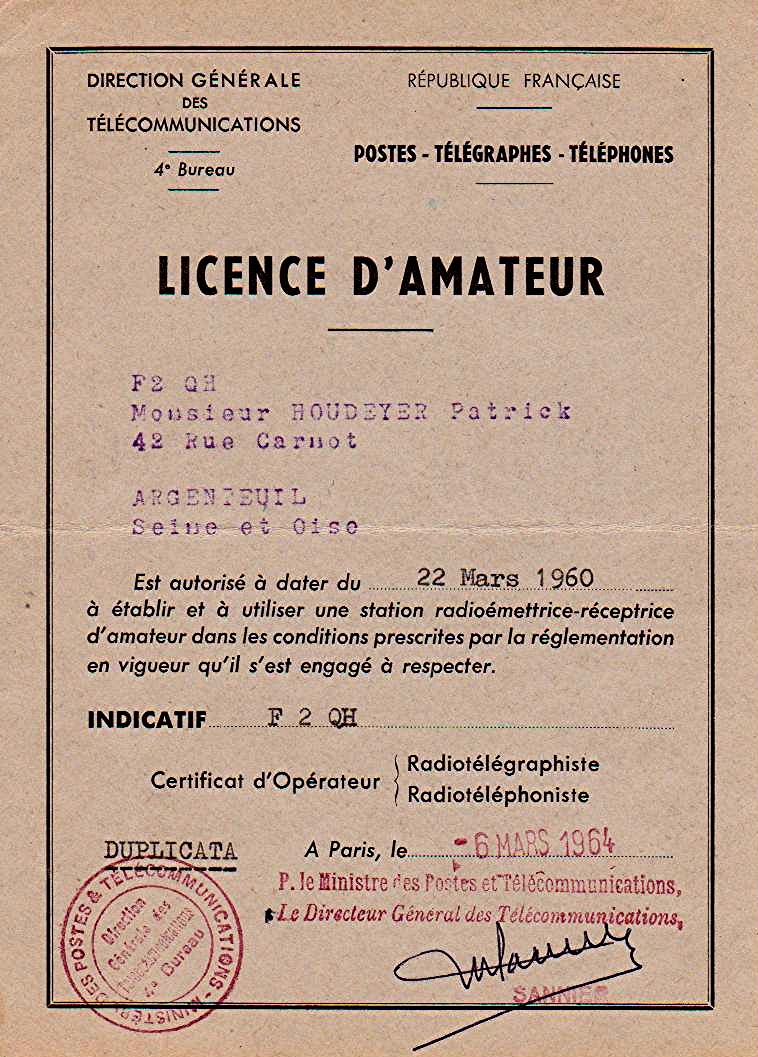 DIRECTION GÉNÉRALE
DES
TÉLÉCOMMUNICATIONS
4e Bureau
RÉPUBLIQUE FRANÇAISE
POSTES - TÉLÉGRAPHES - TÉLÉPHONES
LICENCE D'AMATEUR
F2 QH
Monsieur HOUDEYER Patrick
42 Rue Carnot
ARGENTEUIL
Seine et Oise
Est autorisé à dater du 22 Mars 1960
à établir et à utiliser une station radioémettrice-réceptrice
d'amateur dans les conditions prescrites par la réglementation
en vigueur qu'il s'est engagé à respecter.
INDICATIF F 2 QH
Certificat d'Opérateur { Radiotélégraphiste
Radiotéléphoniste
DUPLICATA
A Paris, le -6 MARS 1964
P. le Ministre des Postes et Télécommunications,
Le Directeur Général des Télécommunications,
SANNIER
MINISTÈRE DES POSTES & TÉLÉCOMMUNICATIONS
Direction
Générale des
Télécommunications
4e Bureau